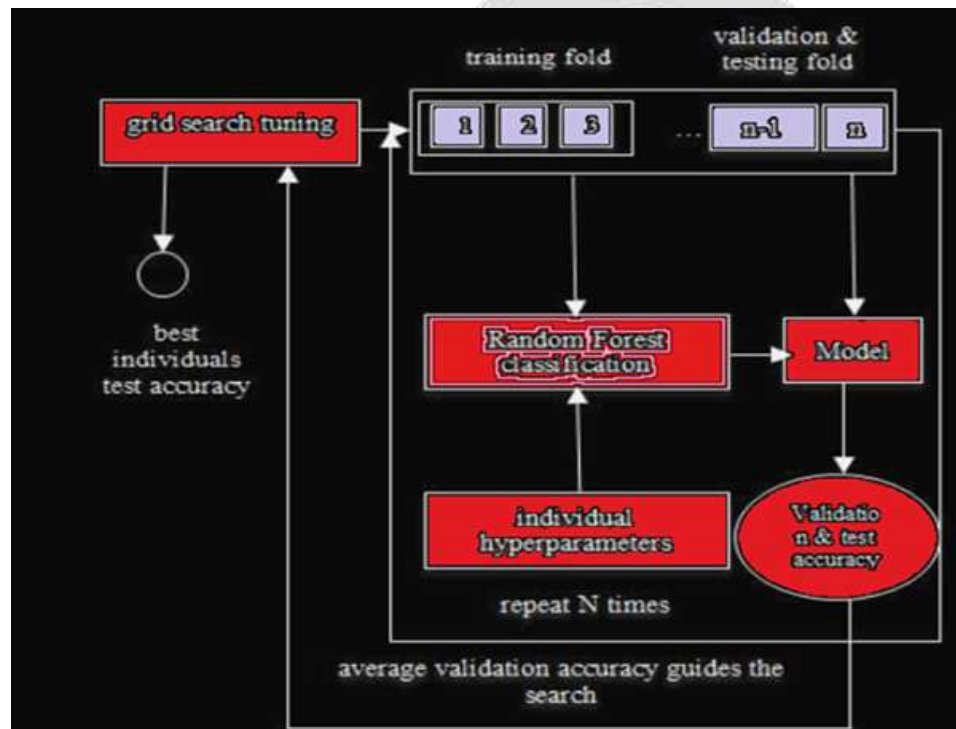 training fold
validation &
testing fold
grid search tuning
1 2 3 ... n-1 n
best
individuals
test accuracy
Random Forest
classification
Model
individual
hyperparameters
Validatio
n & test
accuracy
repeat N times
average validation accuracy guides the
search